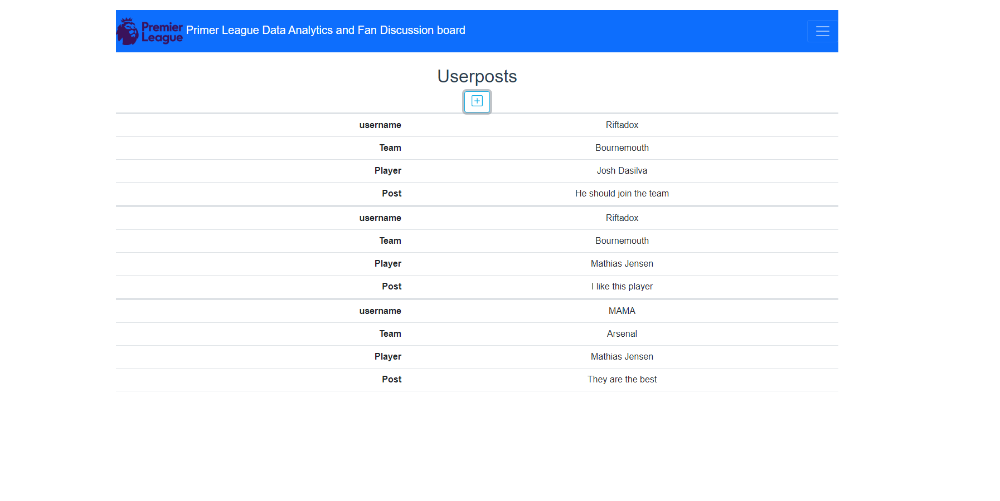 Premier
League
Primer League Data Analytics and Fan Discussion board
Userposts
username Riftadox
Team Bournemouth
Player Josh Dasilva
Post He should join the team
username Riftadox
Team Bournemouth
Player Mathias Jensen
Post I like this player
username MAMA
Team Arsenal
Player Mathias Jensen
Post They are the best